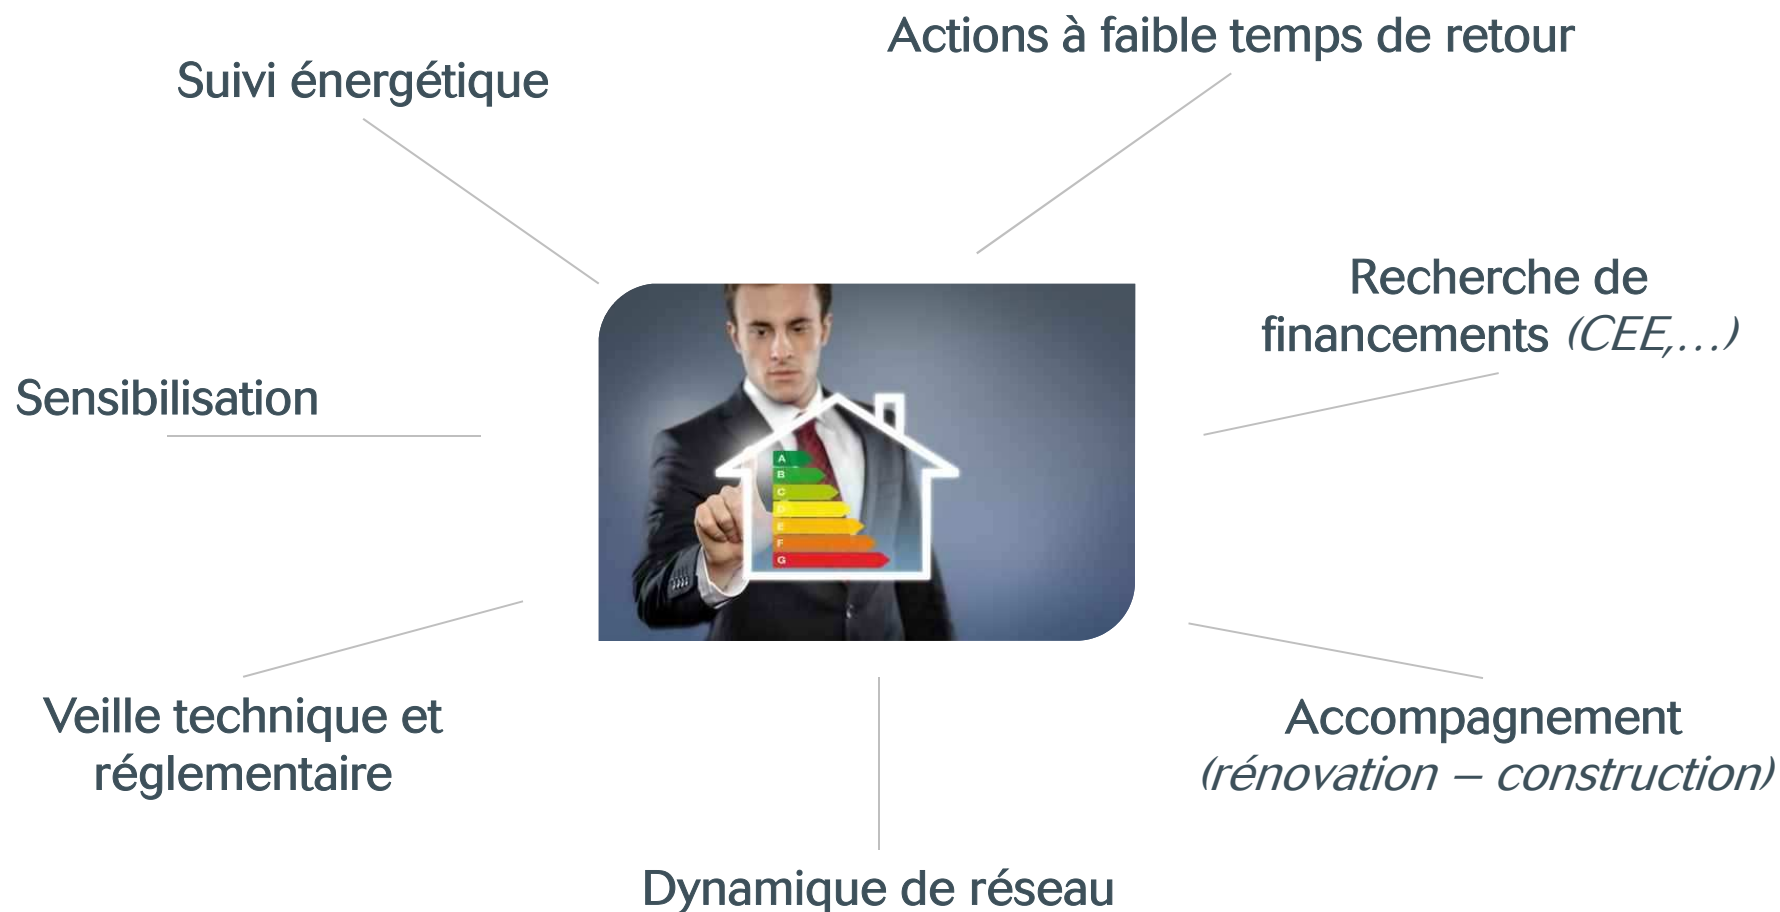 Actions à faible temps de retour
Suivi énergétique
Recherche de
financements (CEE,...)
Sensibilisation
A
B
C
D
E
F
G
Veille technique et
réglementaire
Accompagnement
(rénovation – construction)
Dynamique de réseau